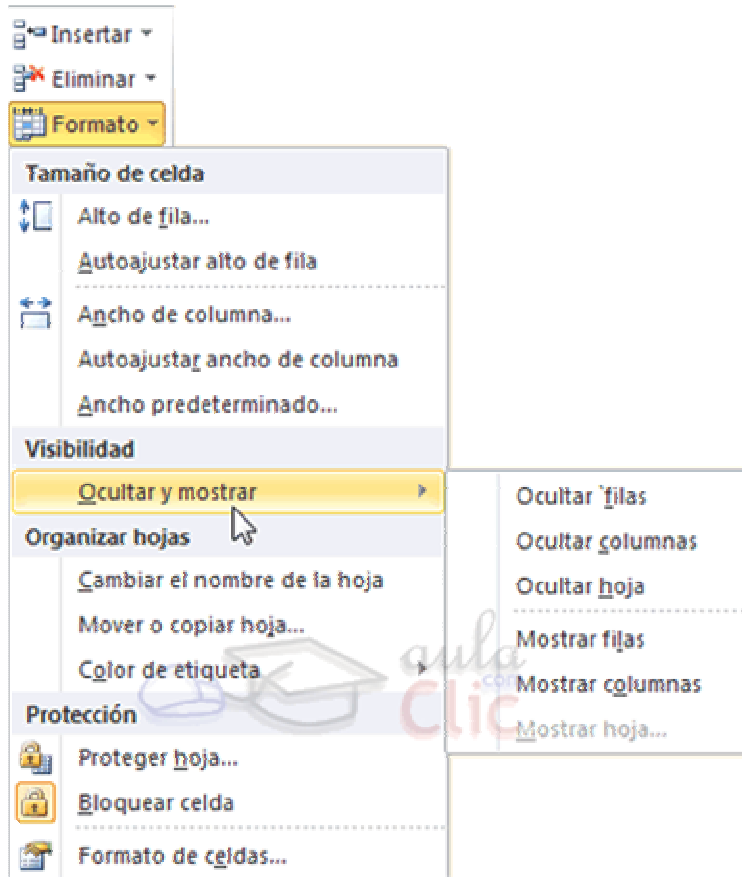 Insertar
Eliminar
Formato
Tamaño de celda
Alto de fila...
Autoajustar alto de fila
Ancho de columna...
Autoajustar ancho de columna
Ancho predeterminado...
Visibilidad
Ocultar y mostrar
Ocultar filas
Ocultar columnas
Ocultar hoja
Mostrar filas
Mostrar columnas
Mostrar hoja...
Organizar hojas
Cambiar el nombre de la hoja
Mover o copiar hoja...
Color de etiqueta
Protección
Proteger hoja...
Bloquear celda
Formato de celdas...
aula
.com
Clic